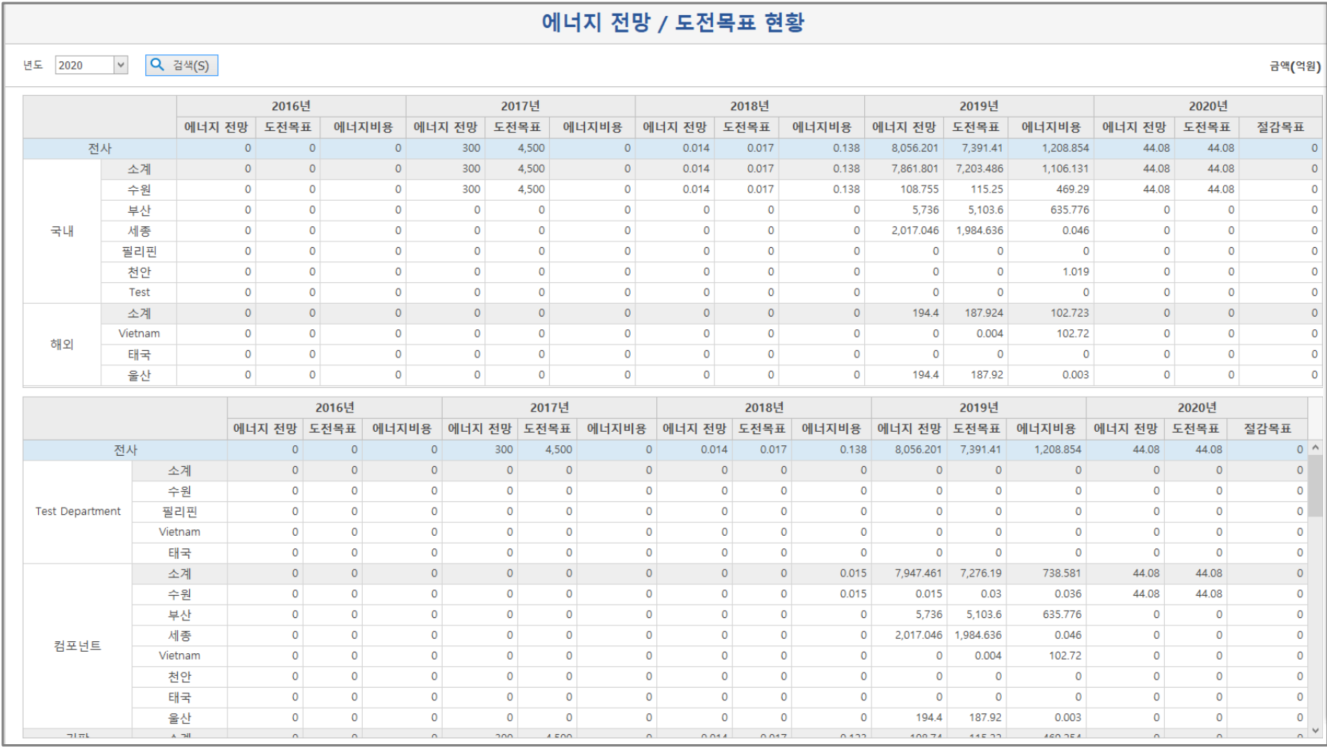 에너지 전망 / 도전목표 현황
년도 2020 검색(S) 금액(억원)
2016년 2017년 2018년 2019년 2020년
에너지 전망 도전목표 에너지비용 에너지 전망 도전목표 에너지비용 에너지 전망 도전목표 에너지비용 에너지 전망 도전목표 에너지비용 에너지 전망 도전목표 절감목표
전사 0 0 0 300 4,500 0 0.014 0.017 0.138 8,056.201 7,391.41 1,208.854 44.08 44.08 0
소계 0 0 0 300 4,500 0 0.014 0.017 0.138 7,861.801 7,203.486 1,106.131 44.08 44.08 0
수원 0 0 0 300 4,500 0 0.014 0.017 0.138 108.755 115.25 469.29 44.08 44.08 0
부산 0 0 0 0 0 0 0 0 0 5,736 5,103.6 635.776 0 0 0
국내 세종 0 0 0 0 0 0 0 0 0 2,017.046 1,984.636 0.046 0 0 0
필리핀 0 0 0 0 0 0 0 0 0 0 0 0 0 0 0
천안 0 0 0 0 0 0 0 0 0 0 0 1.019 0 0 0
Test 0 0 0 0 0 0 0 0 0 0 0 0 0 0 0
소계 0 0 0 0 0 0 0 0 0 194.4 187.924 102.723 0 0 0
Vietnam 0 0 0 0 0 0 0 0 0 0 0.004 102.72 0 0 0
해외 태국 0 0 0 0 0 0 0 0 0 0 0 0 0 0 0
울산 0 0 0 0 0 0 0 0 0 194.4 187.92 0.003 0 0 0
2016년 2017년 2018년 2019년 2020년
에너지 전망 도전목표 에너지비용 에너지 전망 도전목표 에너지비용 에너지 전망 도전목표 에너지비용 에너지 전망 도전목표 에너지비용 에너지 전망 도전목표 절감목표
전사 0 0 0 300 4,500 0 0.014 0.017 0.138 8,056.201 7,391.41 1,208.854 44.08 44.08 0
소계 0 0 0 0 0 0 0 0 0 0 0 0 0 0 0
수원 0 0 0 0 0 0 0 0 0 0 0 0 0 0 0
Test Department 필리핀 0 0 0 0 0 0 0 0 0 0 0 0 0 0 0
Vietnam 0 0 0 0 0 0 0 0 0 0 0 0 0 0 0
태국 0 0 0 0 0 0 0 0 0 0 0 0 0 0 0
소계 0 0 0 0 0 0 0 0 0.015 7,947.461 7,276.19 738.581 44.08 44.08 0
수원 0 0 0 0 0 0 0 0 0.015 0.015 0.03 0.036 44.08 44.08 0
부산 0 0 0 0 0 0 0 0 0 5,736 5,103.6 635.776 0 0 0
세종 0 0 0 0 0 0 0 0 0 2,017.046 1,984.636 0.046 0 0 0
컴포넌트 Vietnam 0 0 0 0 0 0 0 0 0 0 0.004 102.72 0 0 0
천안 0 0 0 0 0 0 0 0 0 0 0 0 0 0 0
태국 0 0 0 0 0 0 0 0 0 0 0 0 0 0 0
울산 0 0 0 0 0 0 0 0 0 194.4 187.92 0.003 0 0 0